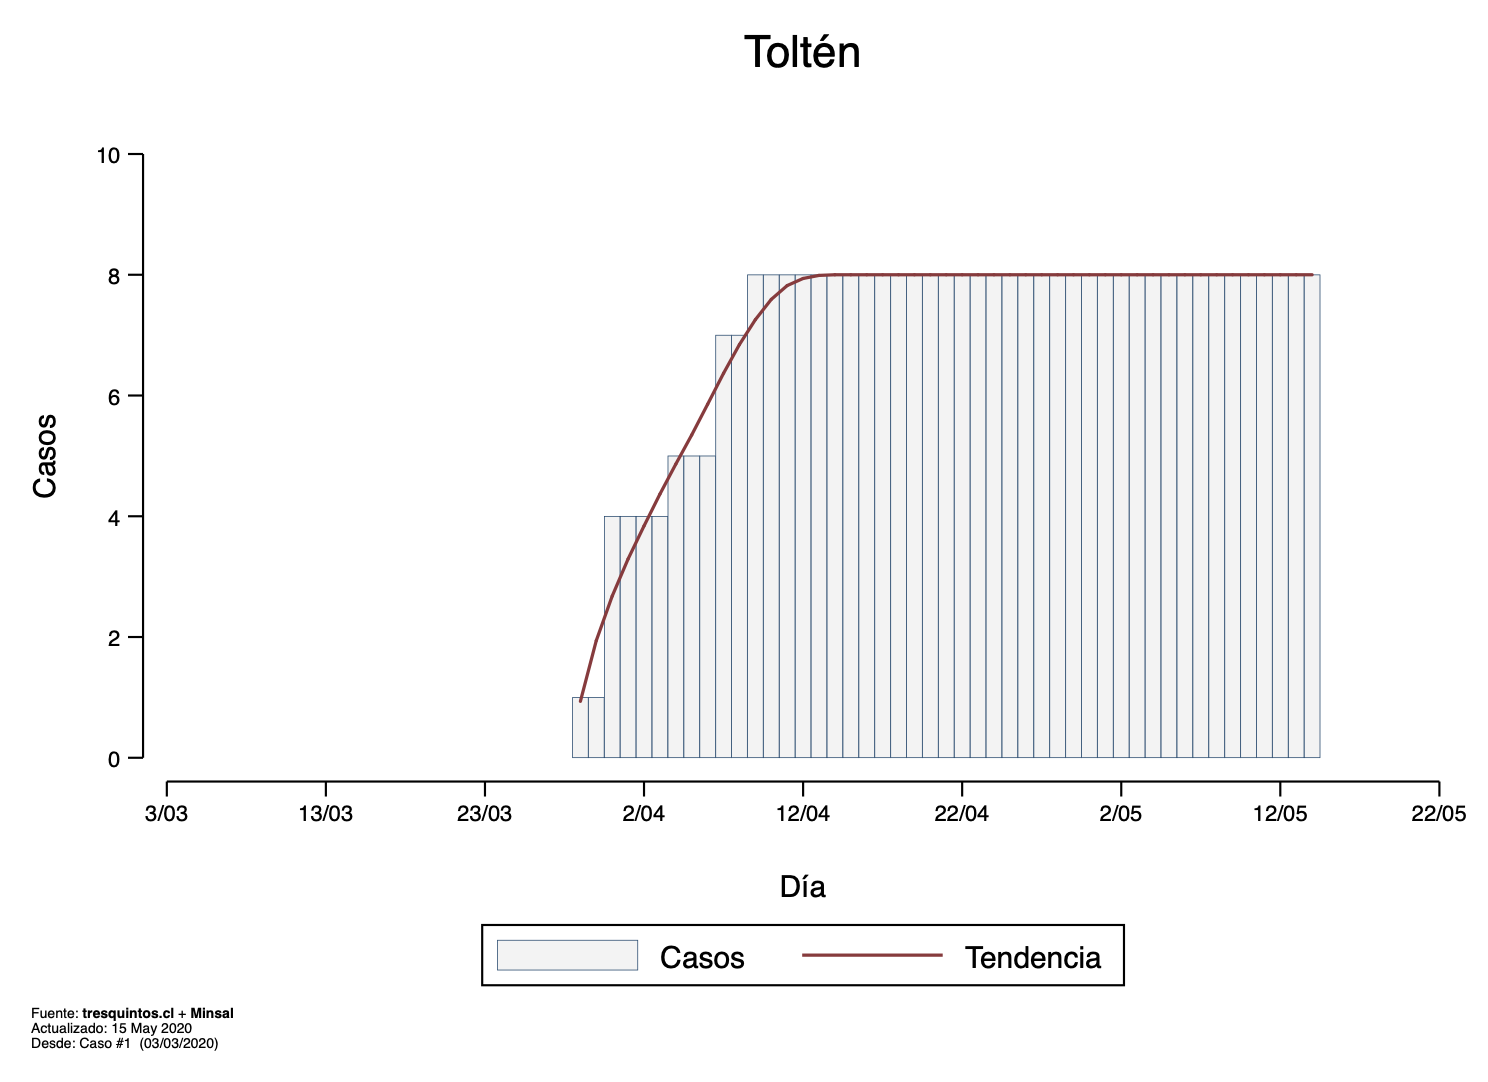 Toltén
10
8
6
4
2
0
Casos
3/03 13/03 23/03 2/04 12/04 22/04 2/05 12/05 22/05
Día
Casos Tendencia
Fuente: tresquintos.cl + Minsal
Actualizado: 15 May 2020
Desde: Caso #1 (03/03/2020)